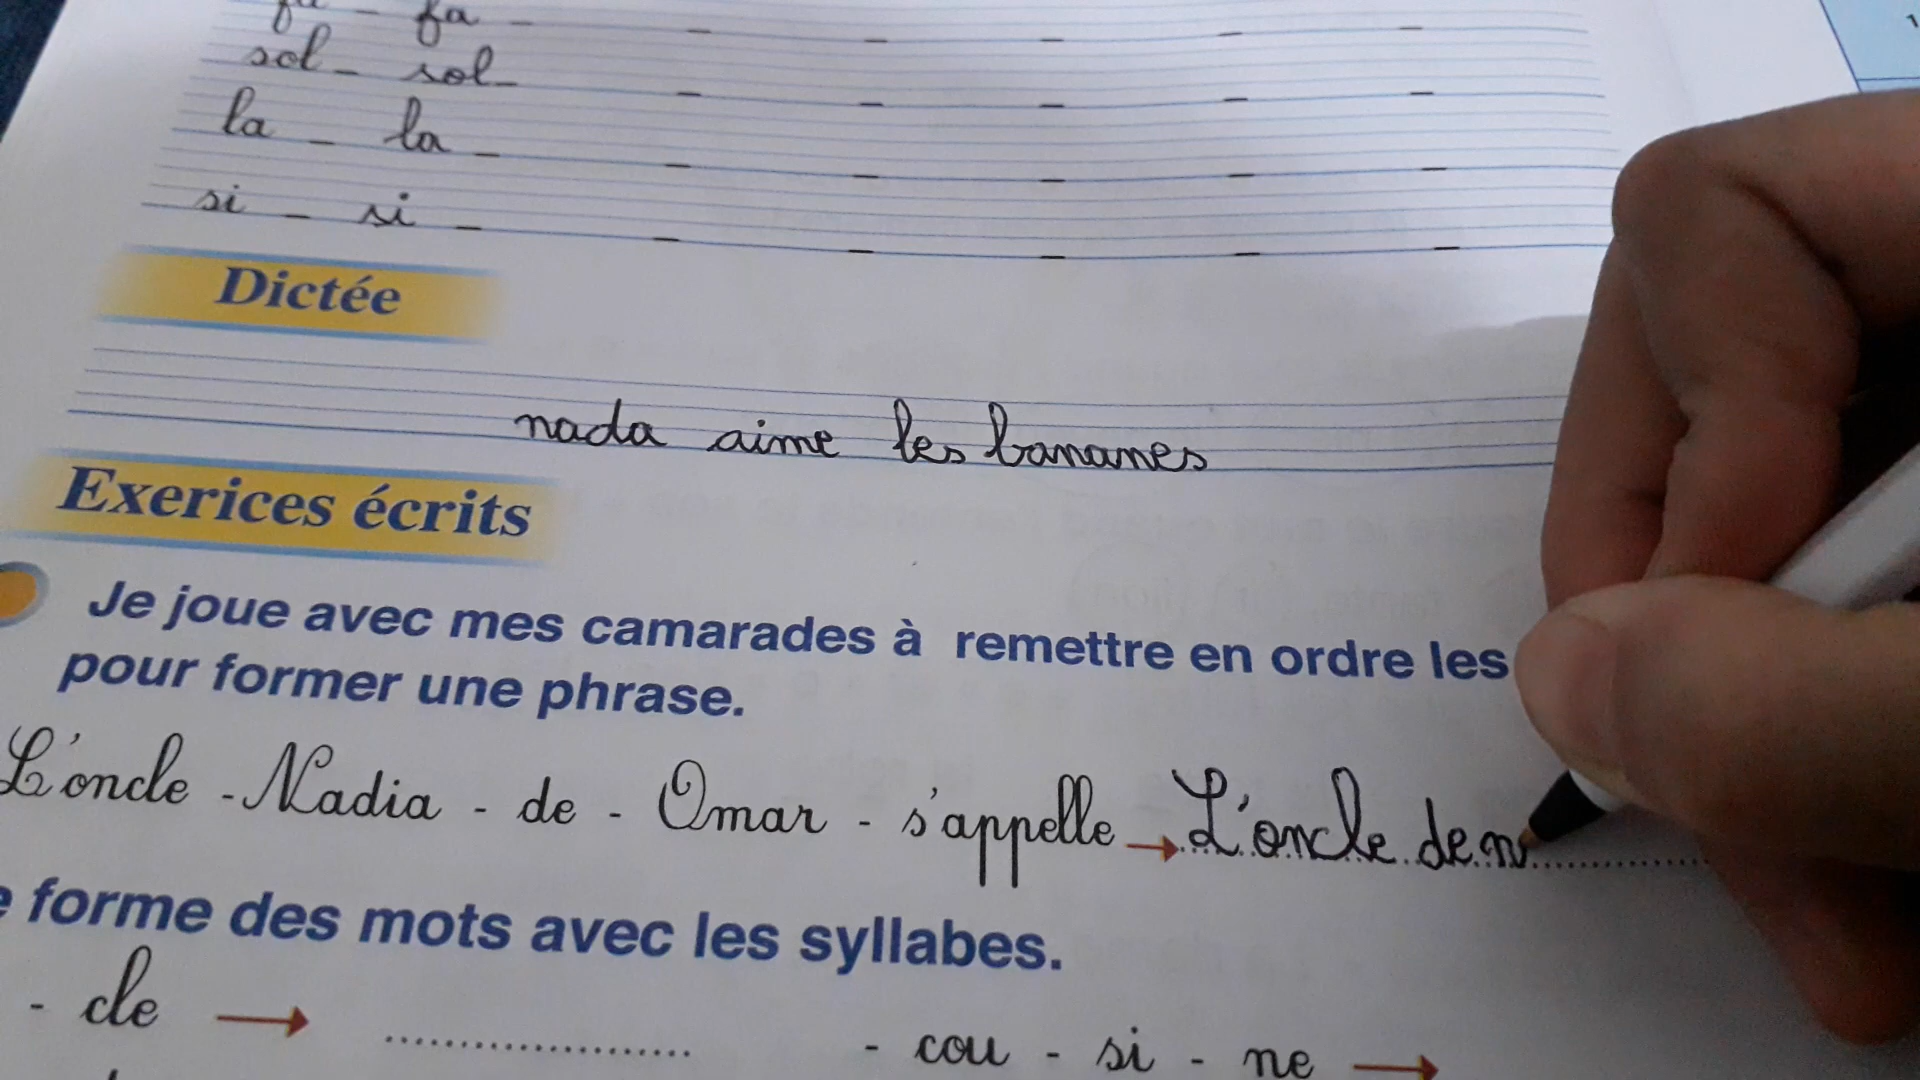 fa - fa -
sol - sol -
la - la -
si - si -
Dictée
nada aime les bananes
Exerices écrits
Je joue avec mes camarades à remettre en ordre les
pour former une phrase.
L'oncle - Nadia - de - Omar - s'appelle → L'oncle de n
forme des mots avec les syllabes.
- cle → ....................
- cou - si - ne →